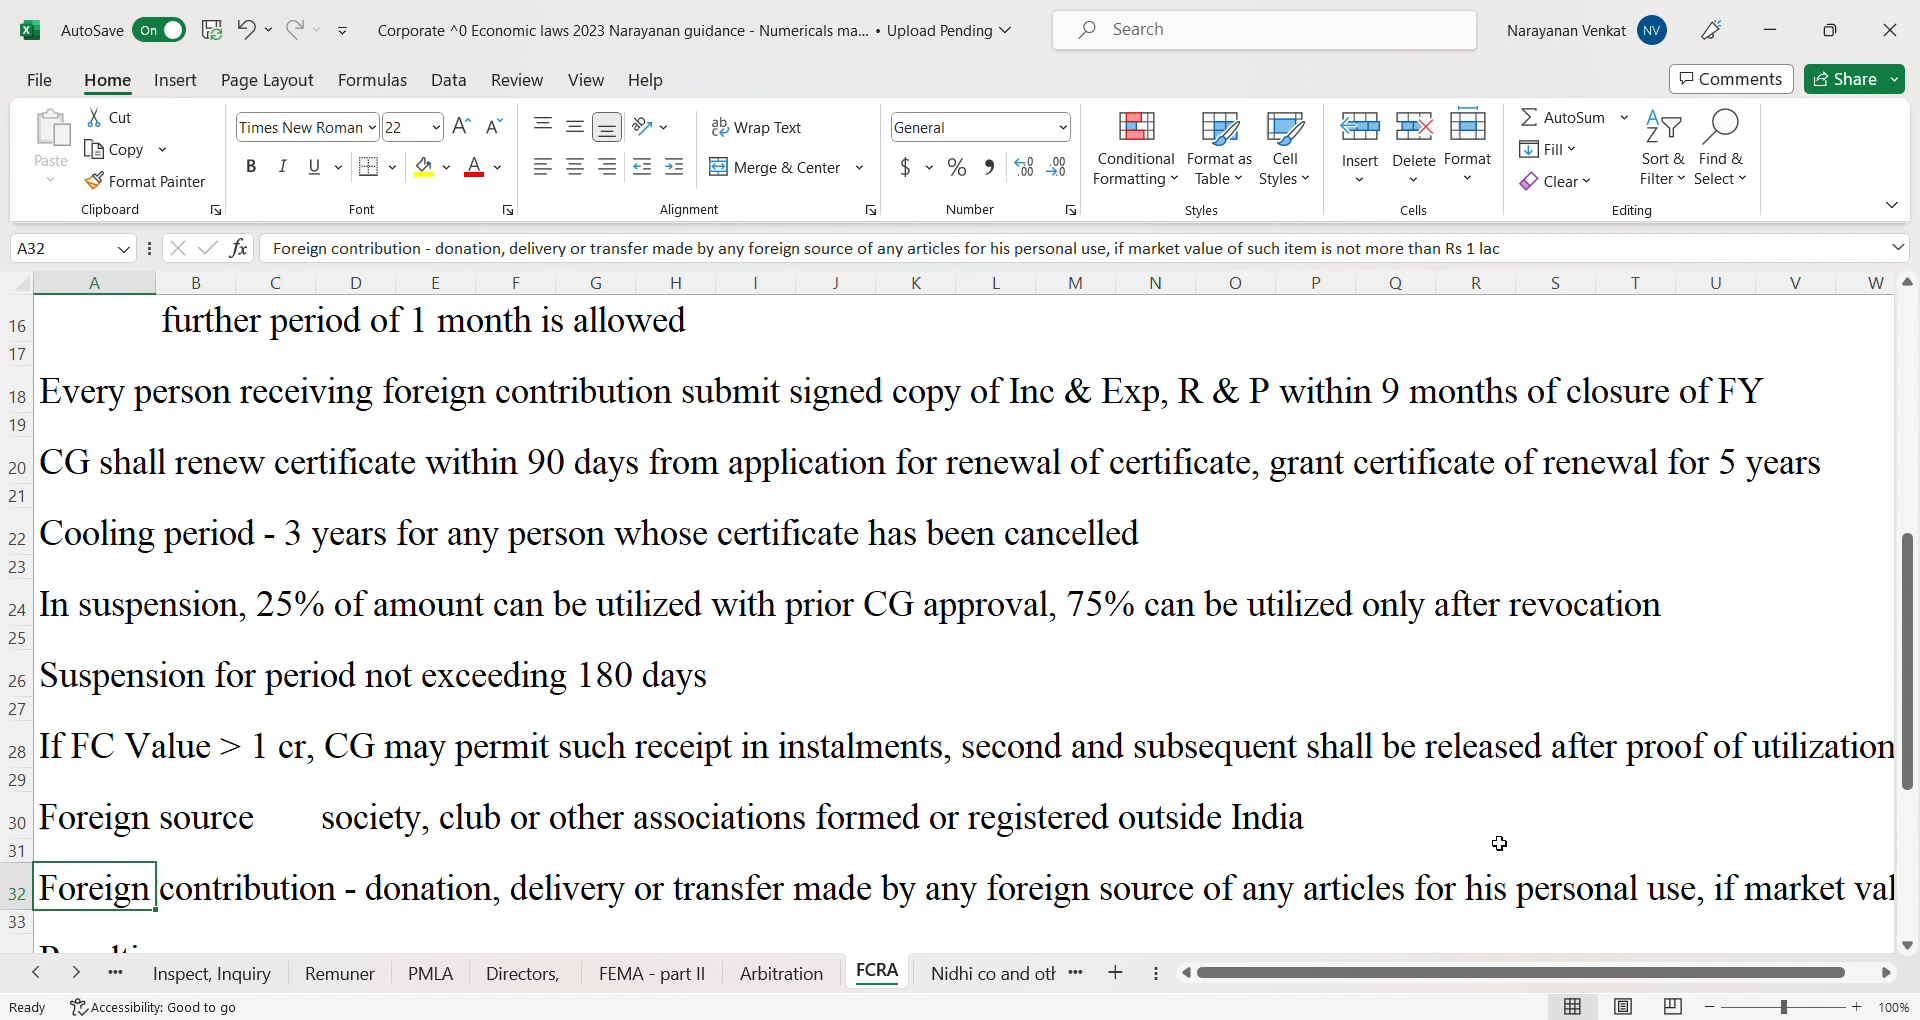 AutoSave On Corporate ^0 Economic laws 2023 Narayanan guidance - Numericals ma... • Upload Pending Search Narayanan Venkat NV
File Home Insert Page Layout Formulas Data Review View Help Comments Share
Paste Cut Copy Format Painter Clipboard
Times New Roman 22 B I U A Font
Wrap Text Merge & Center Alignment
General $ % Number
Conditional Formatting Format as Table Cell Styles Styles
Insert Delete Format Cells
AutoSum Fill Clear Sort & Filter Find & Select Editing
A32 fx Foreign contribution - donation, delivery or transfer made by any foreign source of any articles for his personal use, if market value of such item is not more than Rs 1 lac
A B C D E F G H I J K L M N O P Q R S T U V W
16 further period of 1 month is allowed
17
18 Every person receiving foreign contribution submit signed copy of Inc & Exp, R & P within 9 months of closure of FY
19
20 CG shall renew certificate within 90 days from application for renewal of certificate, grant certificate of renewal for 5 years
21
22 Cooling period - 3 years for any person whose certificate has been cancelled
23
24 In suspension, 25% of amount can be utilized with prior CG approval, 75% can be utilized only after revocation
25
26 Suspension for period not exceeding 180 days
27
28 If FC Value > 1 cr, CG may permit such receipt in instalments, second and subsequent shall be released after proof of utilization
29
30 Foreign source society, club or other associations formed or registered outside India
31
32 Foreign contribution - donation, delivery or transfer made by any foreign source of any articles for his personal use, if market val
33
Inspect, Inquiry Remuner PMLA Directors, FEMA - part II Arbitration FCRA Nidhi co and oth
Ready Accessibility: Good to go 100%